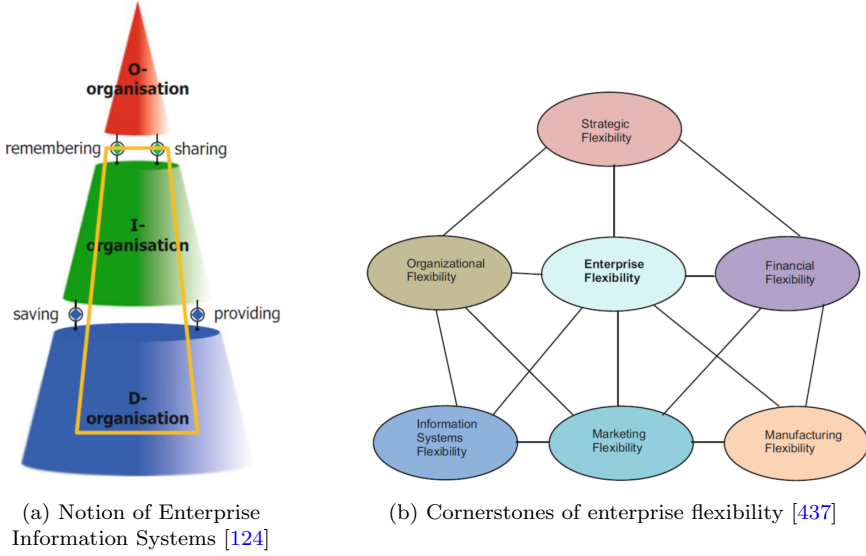 O-
organisation
remembering
sharing
I-
organisation
saving
providing
D-
organisation
(a) Notion of Enterprise
Information Systems [124]
Strategic
Flexibility
Organizational
Flexibility
Enterprise
Flexibility
Financial
Flexibility
Information
Systems
Flexibility
Marketing
Flexibility
Manufacturing
Flexibility
(b) Cornerstones of enterprise flexibility [437]